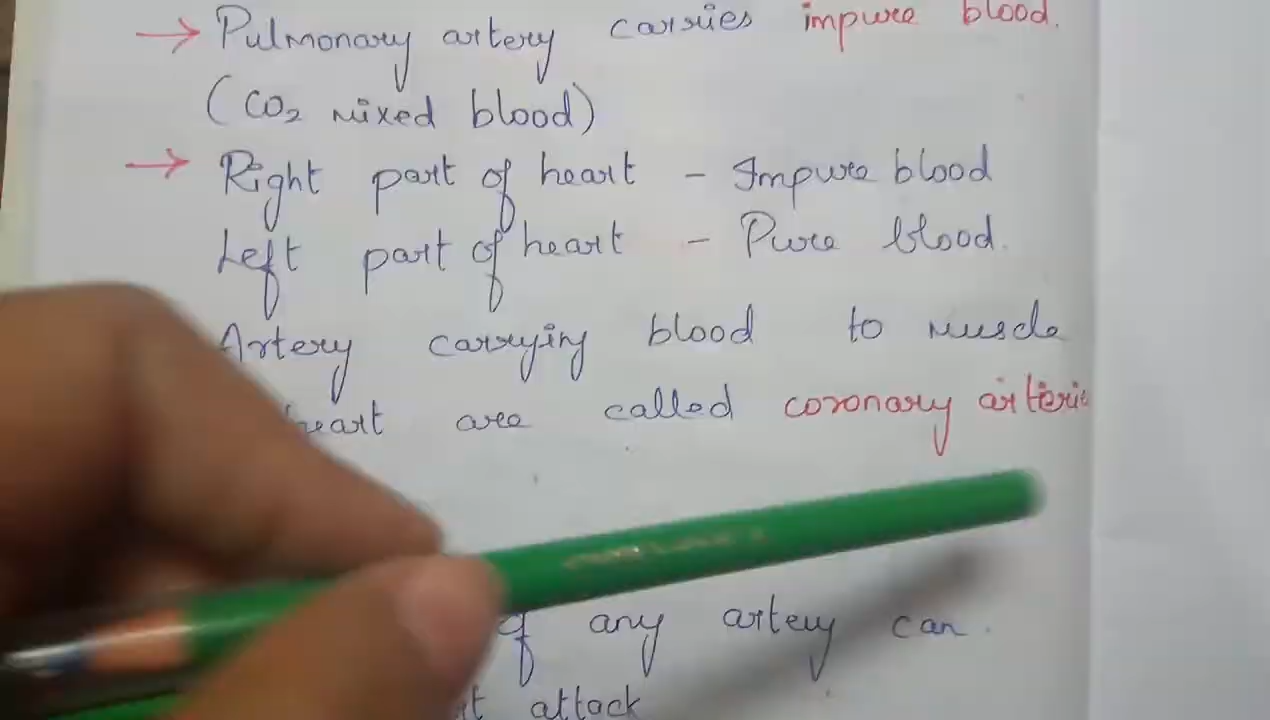 → Pulmonary artery carries impure blood.
(CO₂ mixed blood)
→ Right part of heart - Impure blood
Left part of heart - Pure blood.
Artery carrying blood to muscle
heart are called coronary
of any artery can.
attack